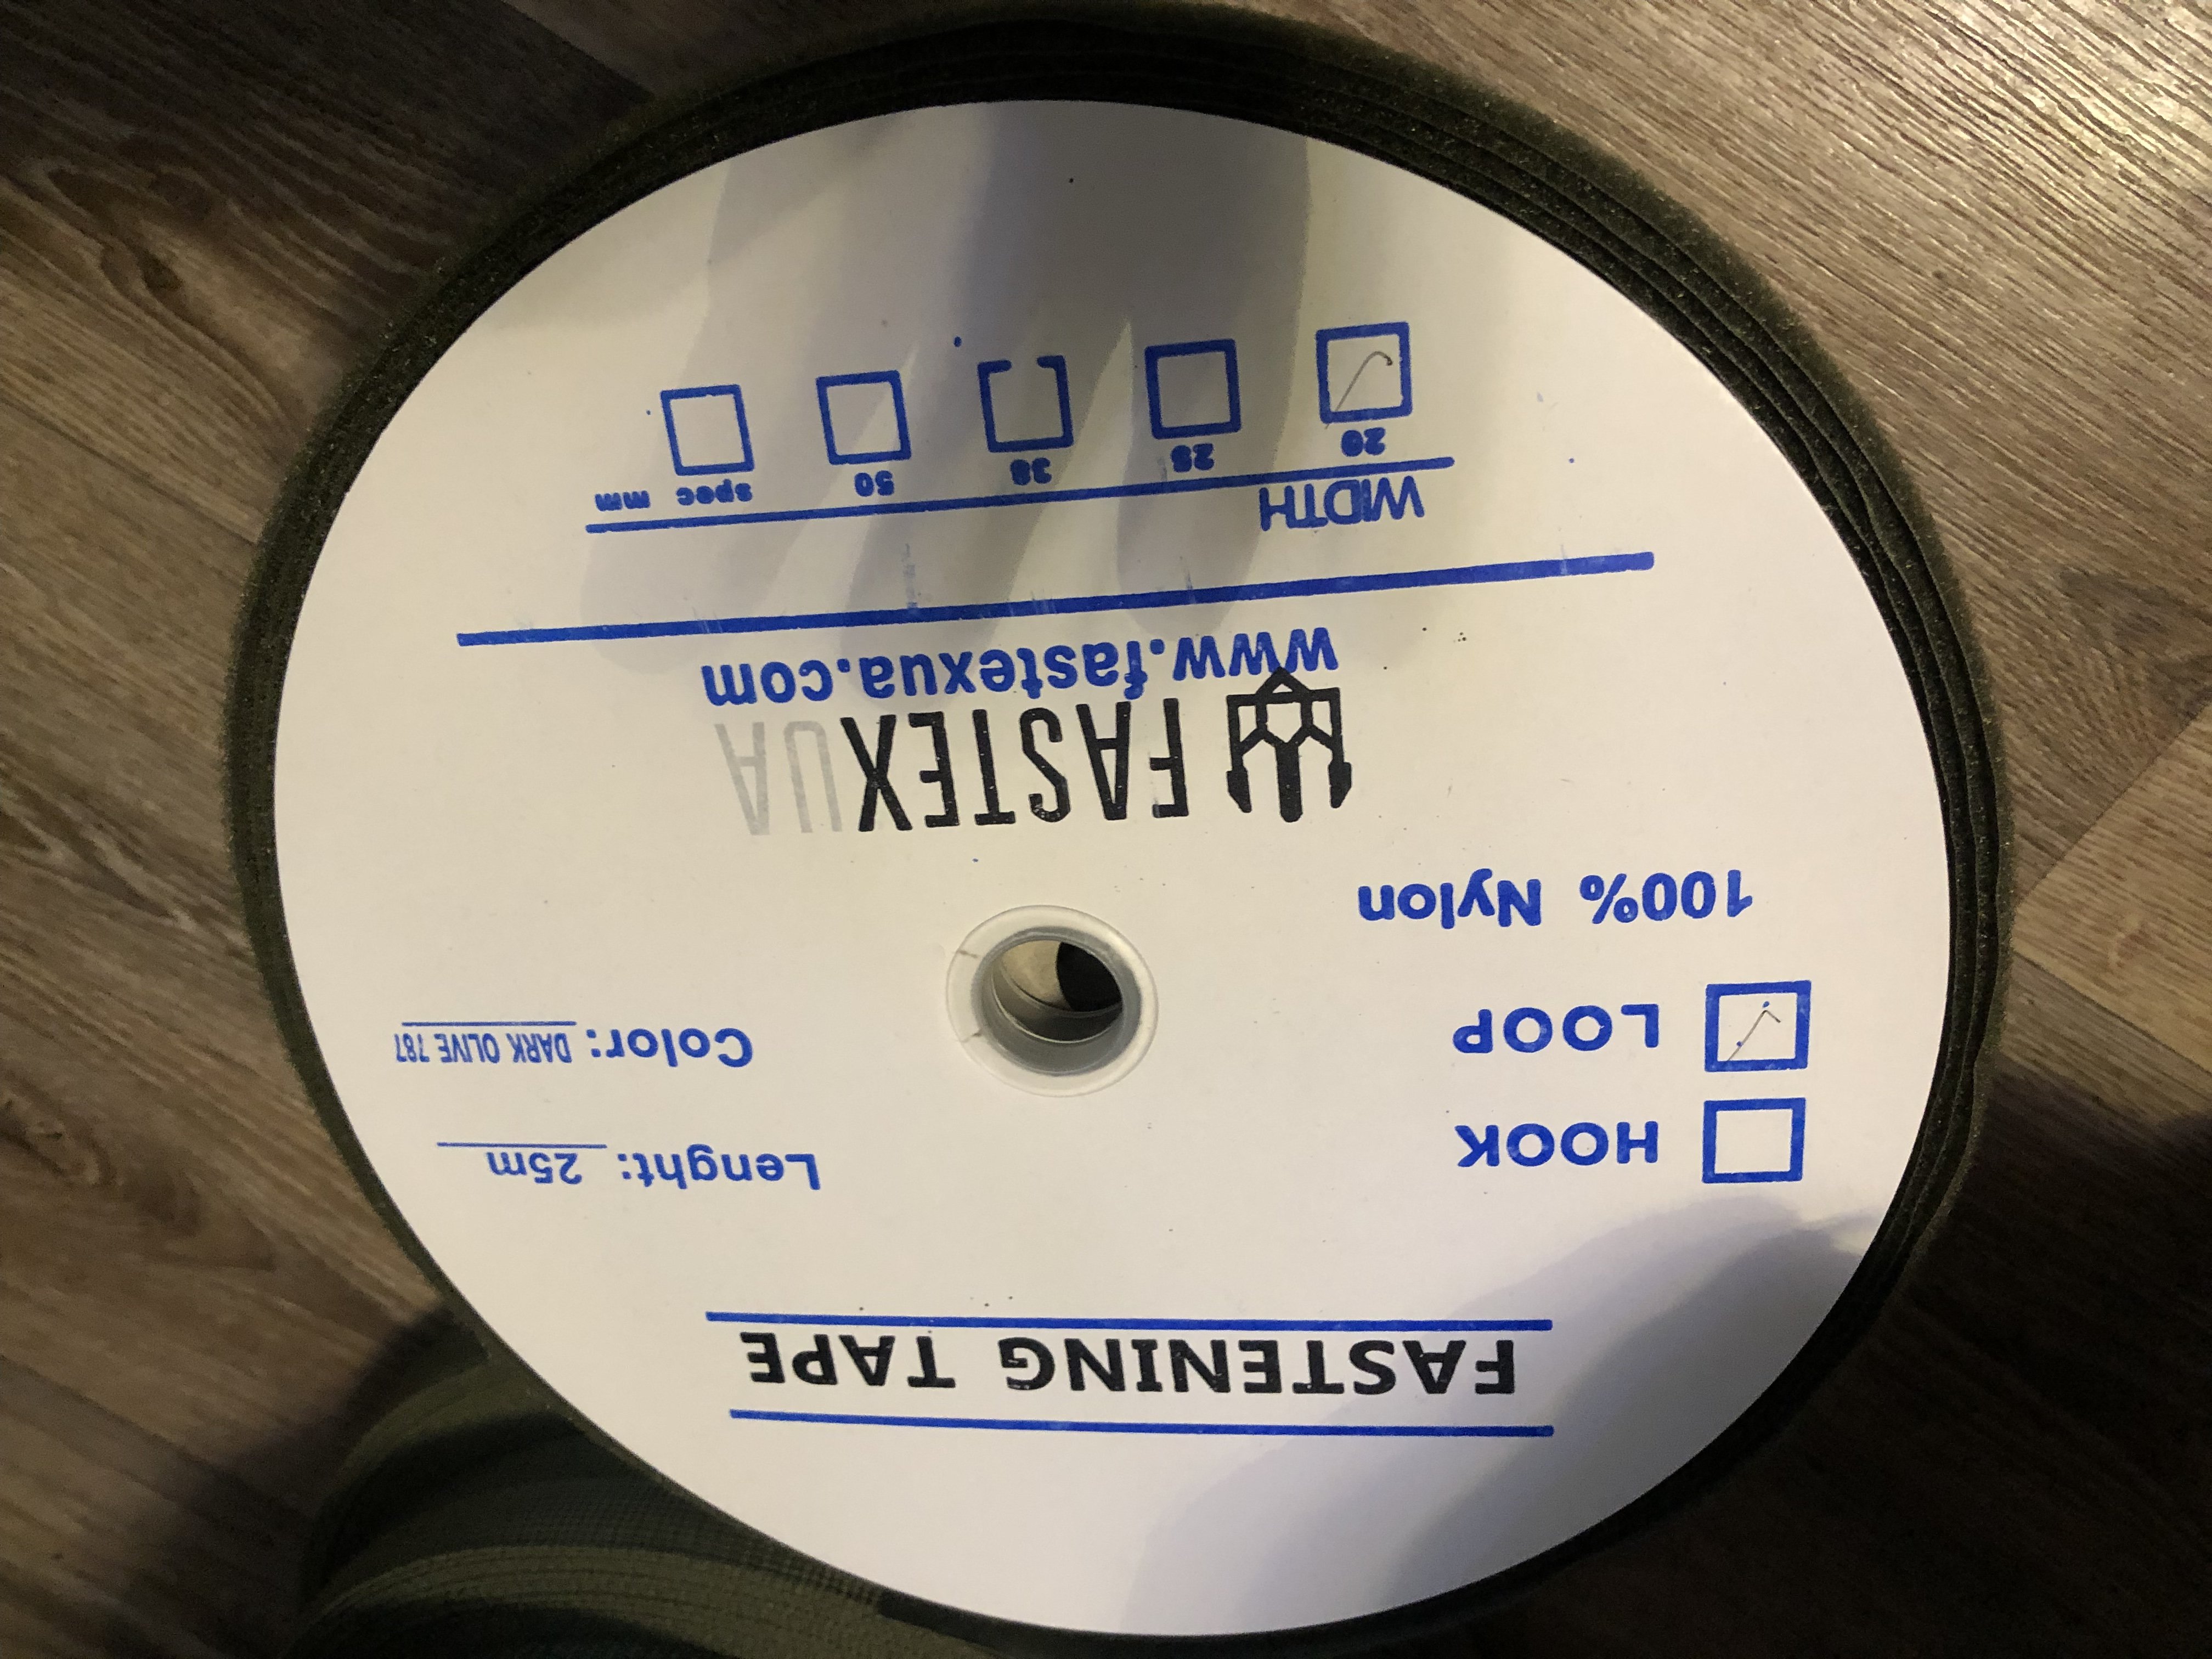 FASTENING TAPE
HOOK
LOOP
100% Nylon
Lenght: 25m
Color: DARK OLIVE 787
FASTEXUA
www.fastexua.com
WIDTH
20 25 38 50 spec mm